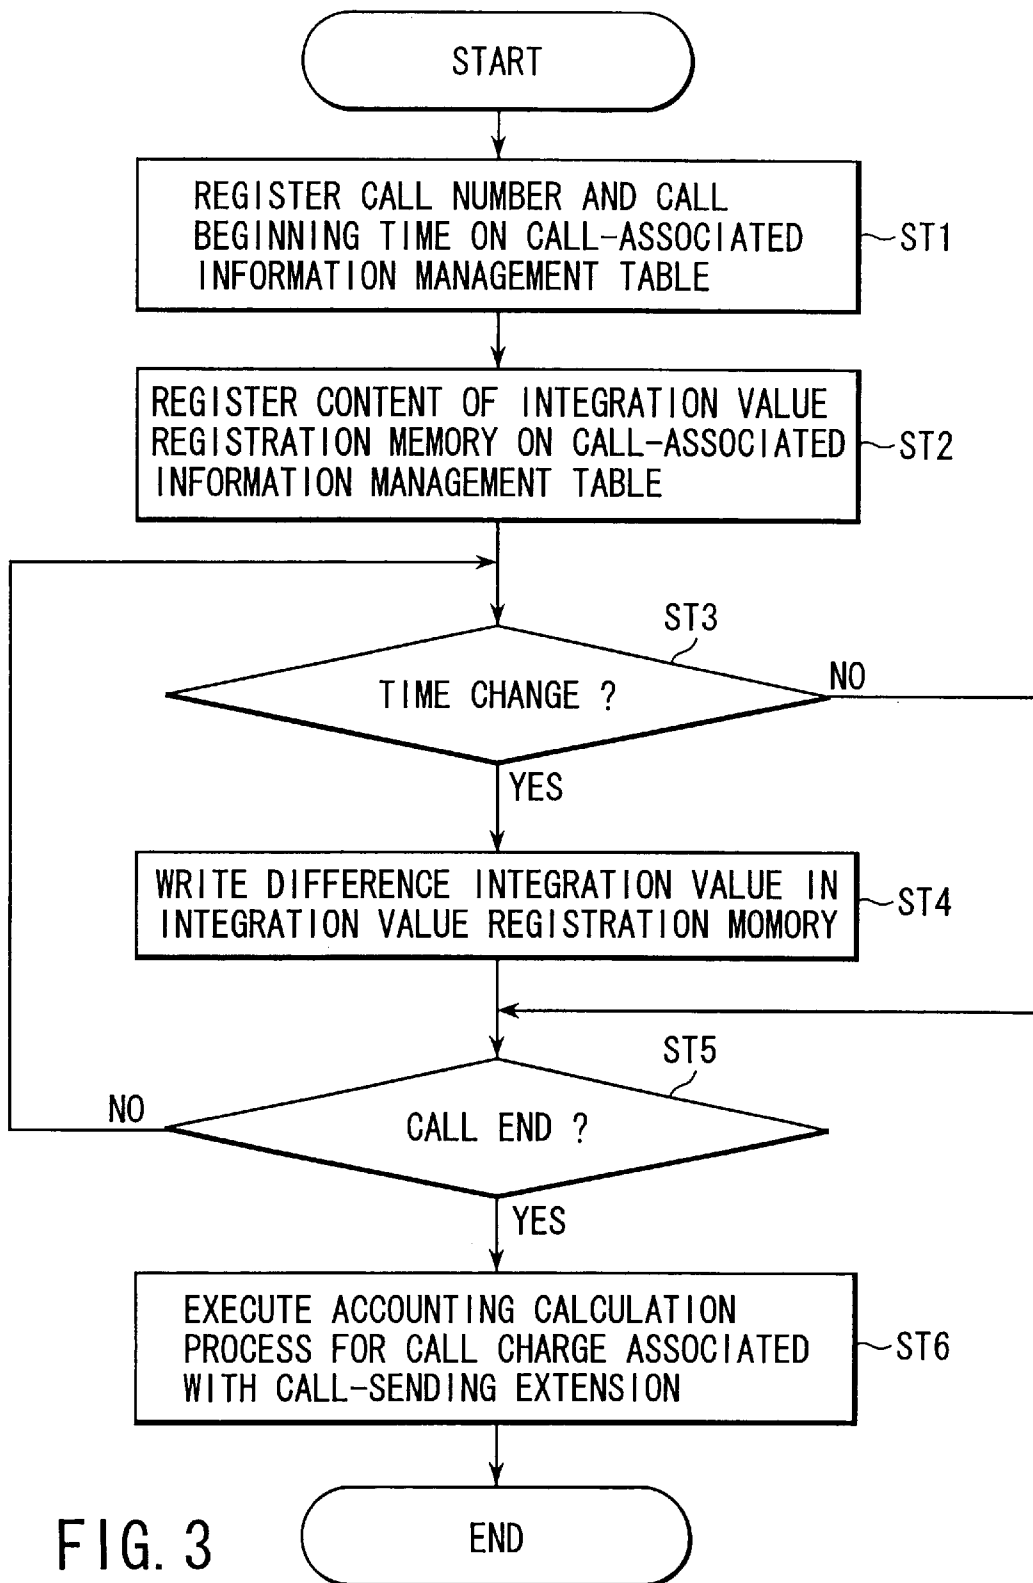 START
REGISTER CALL NUMBER AND CALL
BEGINNING TIME ON CALL-ASSOCIATED
INFORMATION MANAGEMENT TABLE
ST1
REGISTER CONTENT OF INTEGRATION VALUE
REGISTRATION MEMORY ON CALL-ASSOCIATED
INFORMATION MANAGEMENT TABLE
ST2
ST3
TIME CHANGE ?
NO
YES
WRITE DIFFERENCE INTEGRATION VALUE IN
INTEGRATION VALUE REGISTRATION MOMORY
ST4
ST5
NO
CALL END ?
YES
EXECUTE ACCOUNTING CALCULATION
PROCESS FOR CALL CHARGE ASSOCIATED
WITH CALL-SENDING EXTENSION
ST6
END
FIG. 3